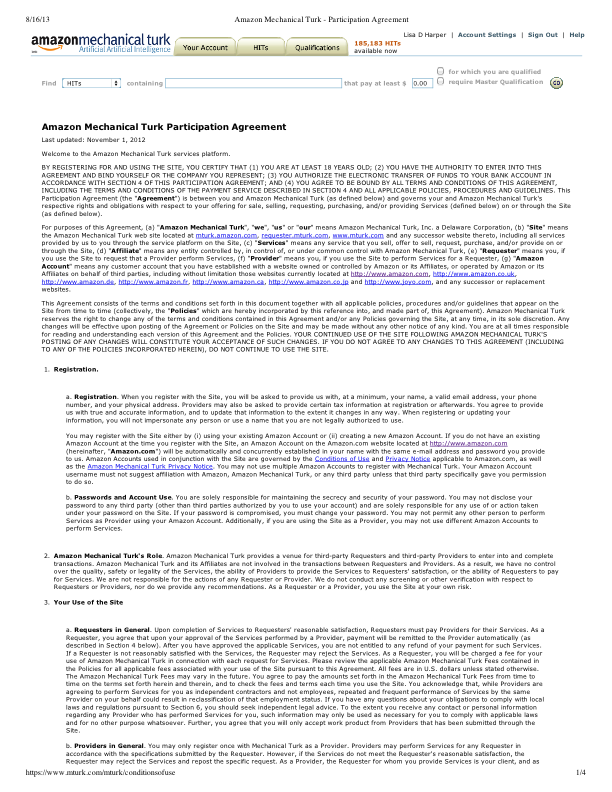 8/16/13
Amazon Mechanical Turk - Participation Agreement
Lisa D Harper | Account Settings | Sign Out | Help
amazonmechanical turk
Artificial Artificial Intelligence
Your Account
HITs
Qualifications
185,183 HITs
available now
Find
HITs
containing
that pay at least $
0.00
for which you are qualified
require Master Qualification
GO
Amazon Mechanical Turk Participation Agreement
Last updated: November 1, 2012
Welcome to the Amazon Mechanical Turk services platform.
BY REGISTERING FOR AND USING THE SITE, YOU CERTIFY THAT (1) YOU ARE AT LEAST 18 YEARS OLD; (2) YOU HAVE THE AUTHORITY TO ENTER INTO THIS
AGREEMENT AND BIND YOURSELF OR THE COMPANY YOU REPRESENT; (3) YOU AUTHORIZE THE ELECTRONIC TRANSFER OF FUNDS TO YOUR BANK ACCOUNT IN
ACCORDANCE WITH SECTION 4 OF THIS PARTICIPATION AGREEMENT; AND (4) YOU AGREE TO BE BOUND BY ALL TERMS AND CONDITIONS OF THIS AGREEMENT,
INCLUDING THE TERMS AND CONDITIONS OF THE PAYMENT SERVICE DESCRIBED IN SECTION 4 AND ALL APPLICABLE POLICIES, PROCEDURES AND GUIDELINES. This
Participation Agreement (the "Agreement") is between you and Amazon Mechanical Turk (as defined below) and governs your and Amazon Mechanical Turk's
respective rights and obligations with respect to your offering for sale, selling, requesting, purchasing, and/or providing Services (defined below) on or through the Site
(as defined below).
For purposes of this Agreement, (a) "Amazon Mechanical Turk", "we", "us" or "our" means Amazon Mechanical Turk, Inc. a Delaware Corporation, (b) "Site" means
the Amazon Mechanical Turk web site located at mturk.amazon.com, requester.mturk.com, www.mturk.com and any successor website thereto, including all services
provided by us to you through the service platform on the Site, (c) "Services" means any service that you sell, offer to sell, request, purchase, and/or provide on or
through the Site, (d) "Affiliate" means any entity controlled by, in control of, or under common control with Amazon Mechanical Turk, (e) "Requester" means you, if
you use the Site to request that a Provider perform Services, (f) "Provider" means you, if you use the Site to perform Services for a Requester, (g) "Amazon
Account" means any customer account that you have established with a website owned or controlled by Amazon or its Affiliates, or operated by Amazon or its
Affiliates on behalf of third parties, including without limitation those websites currently located at http://www.amazon.com, http://www.amazon.co.uk,
http://www.amazon.de, http://www.amazon.fr, http://www.amazon.ca, http://www.amazon.co.jp and http://www.joyo.com, and any successor or replacement
websites.
This Agreement consists of the terms and conditions set forth in this document together with all applicable policies, procedures and/or guidelines that appear on the
Site from time to time (collectively, the "Policies" which are hereby incorporated by this reference into, and made part of, this Agreement). Amazon Mechanical Turk
reserves the right to change any of the terms and conditions contained in this Agreement and/or any Policies governing the Site, at any time, in its sole discretion. Any
changes will be effective upon posting of the Agreement or Policies on the Site and may be made without any other notice of any kind. You are at all times responsible
for reading and understanding each version of this Agreement and the Policies. YOUR CONTINUED USE OF THE SITE FOLLOWING AMAZON MECHANICAL TURK'S
POSTING OF ANY CHANGES WILL CONSTITUTE YOUR ACCEPTANCE OF SUCH CHANGES. IF YOU DO NOT AGREE TO ANY CHANGES TO THIS AGREEMENT (INCLUDING
TO ANY OF THE POLICIES INCORPORATED HEREIN), DO NOT CONTINUE TO USE THE SITE.
1. Registration.
a. Registration. When you register with the Site, you will be asked to provide us with, at a minimum, your name, a valid email address, your phone
number, and your physical address. Providers may also be asked to provide certain tax information at registration or afterwards. You agree to provide
us with true and accurate information, and to update that information to the extent it changes in any way. When registering or updating your
information, you will not impersonate any person or use a name that you are not legally authorized to use.
You may register with the Site either by (i) using your existing Amazon Account or (ii) creating a new Amazon Account. If you do not have an existing
Amazon Account at the time you register with the Site, an Amazon Account on the Amazon.com website located at http://www.amazon.com
(hereinafter, "Amazon.com") will be automatically and concurrently established in your name with the same e-mail address and password you provide
to us. Amazon Accounts used in conjunction with the Site are governed by the Conditions of Use and Privacy Notice applicable to Amazon.com, as well
as the Amazon Mechanical Turk Privacy Notice. You may not use multiple Amazon Accounts to register with Mechanical Turk. Your Amazon Account
username must not suggest affiliation with Amazon, Amazon Mechanical Turk, or any third party unless that third party specifically gave you permission
to do so.
b. Passwords and Account Use. You are solely responsible for maintaining the secrecy and security of your password. You may not disclose your
password to any third party (other than third parties authorized by you to use your account) and are solely responsible for any use of or action taken
under your password on the Site. If your password is compromised, you must change your password. You may not permit any other person to perform
Services as Provider using your Amazon Account. Additionally, if you are using the Site as a Provider, you may not use different Amazon Accounts to
perform Services.
2. Amazon Mechanical Turk's Role. Amazon Mechanical Turk provides a venue for third-party Requesters and third-party Providers to enter into and complete
transactions. Amazon Mechanical Turk and its Affiliates are not involved in the transactions between Requesters and Providers. As a result, we have no control
over the quality, safety or legality of the Services, the ability of Providers to provide the Services to Requesters' satisfaction, or the ability of Requesters to pay
for Services. We are not responsible for the actions of any Requester or Provider. We do not conduct any screening or other verification with respect to
Requesters or Providers, nor do we provide any recommendations. As a Requester or a Provider, you use the Site at your own risk.
3. Your Use of the Site
a. Requesters in General. Upon completion of Services to Requesters' reasonable satisfaction, Requesters must pay Providers for their Services. As a
Requester, you agree that upon your approval of the Services performed by a Provider, payment will be remitted to the Provider automatically (as
described in Section 4 below). After you have approved the applicable Services, you are not entitled to any refund of your payment for such Services.
If a Requester is not reasonably satisfied with the Services, the Requester may reject the Services. As a Requester, you will be charged a fee for your
use of Amazon Mechanical Turk in connection with each request for Services. Please review the applicable Amazon Mechanical Turk Fees contained in
the Policies for all applicable fees associated with your use of the Site pursuant to this Agreement. All fees are in U.S. dollars unless stated otherwise.
The Amazon Mechanical Turk Fees may vary in the future. You agree to pay the amounts set forth in the Amazon Mechanical Turk Fees from time to
time on the terms set forth therein and therein, and to check the fees and terms each time you use the Site. You acknowledge that, while Providers are
agreeing to perform Services for you as independent contractors and not employees, repeated and frequent performance of Services by the same
Provider on your behalf could result in reclassification of that employment status. If you have any questions about your obligations to comply with local
laws and regulations pursuant to Section 6, you should seek independent legal advice. To the extent you receive any contact or personal information
regarding any Provider who has performed Services for you, such information may only be used as necessary for you to comply with applicable laws
and for no other purpose whatsoever. Further, you agree that you will only accept work product from Providers that has been submitted through the
Site.
b. Providers in General. You may only register once with Mechanical Turk as a Provider. Providers may perform Services for any Requester in
accordance with the specifications submitted by the Requester. However, if the Services do not meet the Requester's reasonable satisfaction, the
Requester may reject the Services and repost the specific request. As a Provider, the Requester for whom you provide Services is your client, and as
https://www.mturk.com/mturk/conditionsofuse
1/4